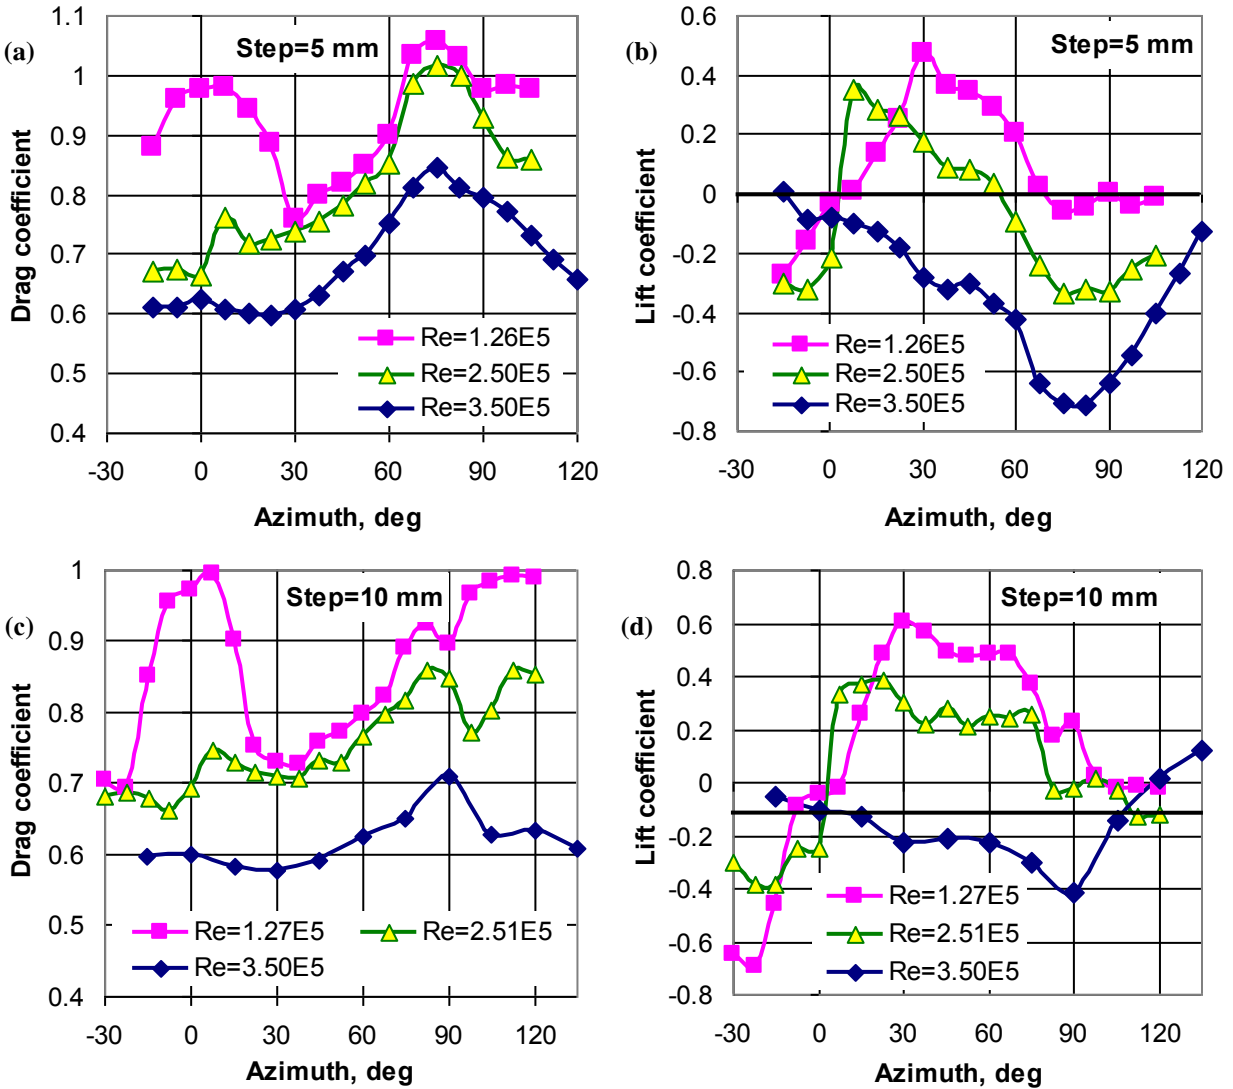 (a)
Step=5 mm
1.1
1
0.9
0.8
0.7
0.6
0.5
0.4
Drag coefficient
Re=1.26E5
Re=2.50E5
Re=3.50E5
-30 0 30 60 90 120
Azimuth, deg
(b)
Step=5 mm
0.6
0.4
0.2
0
-0.2
-0.4
-0.6
-0.8
Lift coefficient
Re=1.26E5
Re=2.50E5
Re=3.50E5
-30 0 30 60 90 120
Azimuth, deg
(c)
Step=10 mm
1
0.9
0.8
0.7
0.6
0.5
0.4
Drag coefficient
Re=1.27E5 Re=2.51E5
Re=3.50E5
-30 0 30 60 90 120
Azimuth, deg
(d)
Step=10 mm
0.8
0.6
0.4
0.2
0
-0.2
-0.4
-0.6
-0.8
Lift coefficient
Re=1.27E5
Re=2.51E5
Re=3.50E5
-30 0 30 60 90 120
Azimuth, deg